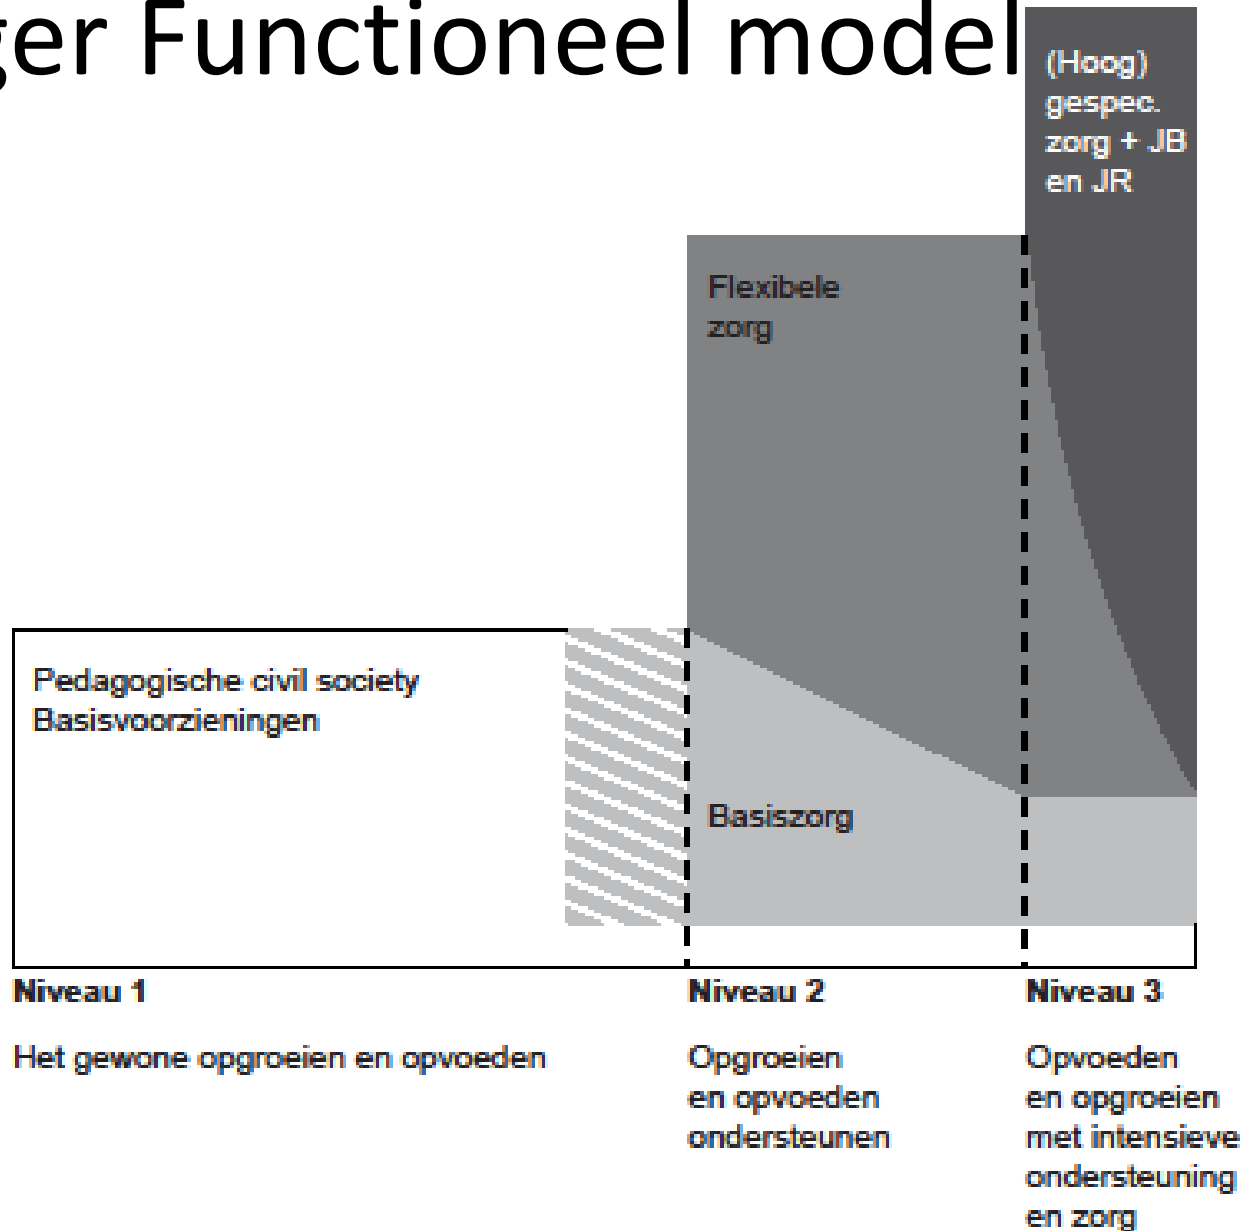 ger Functioneel model
(Hoog)
gespec.
zorg + JB
en JR
Flexibele
zorg
Pedagogische civil society
Basisvoorzieningen
Basiszorg
Niveau 1
Het gewone opgroeien en opvoeden
Niveau 2
Opgroeien
en opvoeden
ondersteunen
Niveau 3
Opvoeden
en opgroeien
met intensieve
ondersteuning
en zorg